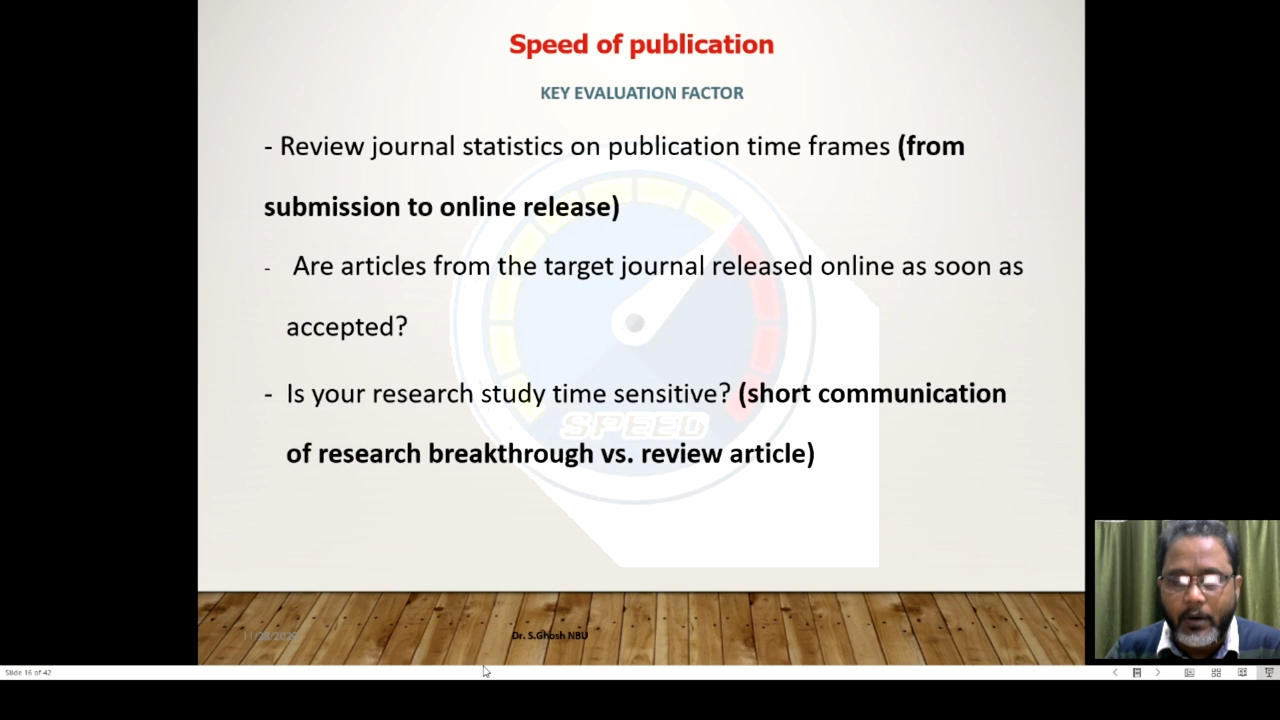 Speed of publication
KEY EVALUATION FACTOR
- Review journal statistics on publication time frames (from
submission to online release)
- Are articles from the target journal released online as soon as
accepted?
- Is your research study time sensitive? (short communication
SPEED
of research breakthrough vs. review article)
Dr. S.Ghosh NBU
Slide 16 of 42